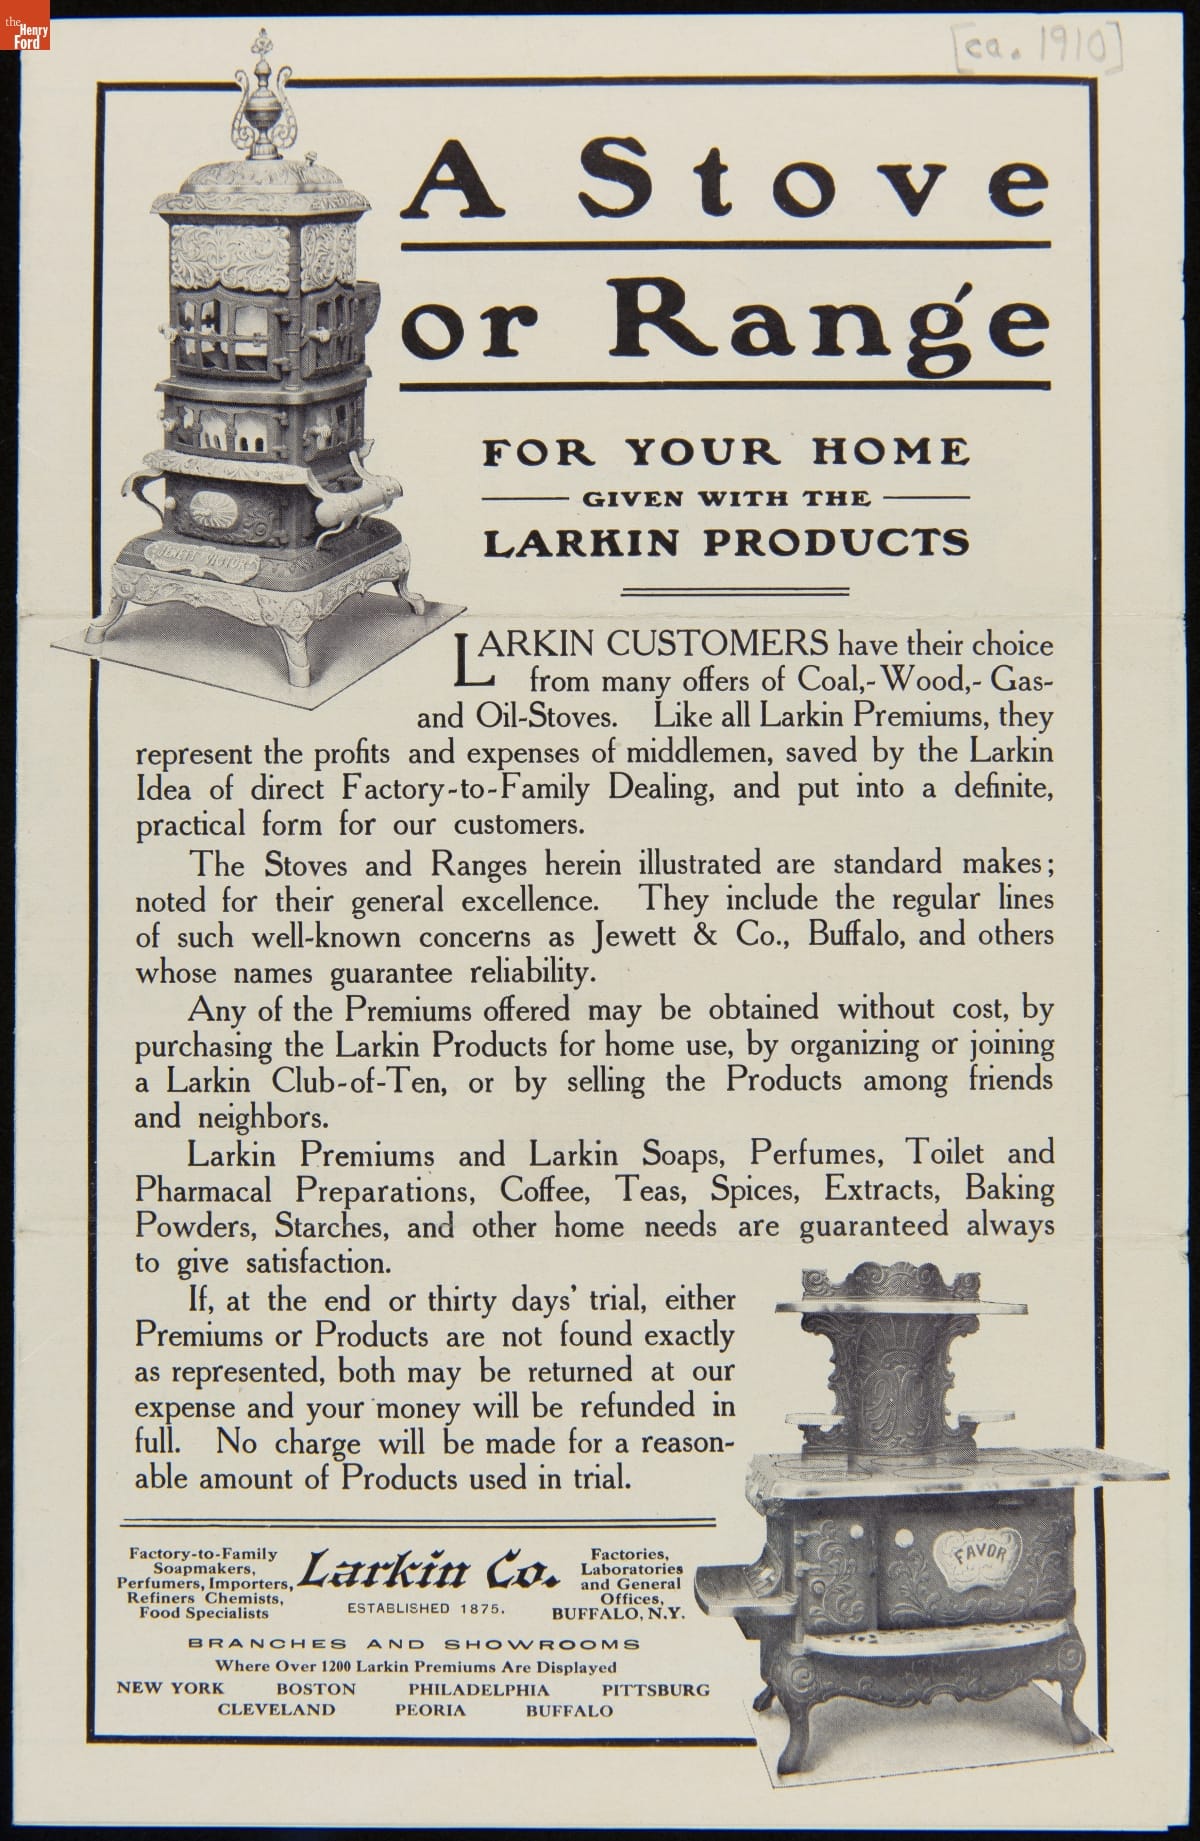 the
Henry
Ford
[ca. 1910]
A Stove
or Range
FOR YOUR HOME
GIVEN WITH THE
LARKIN PRODUCTS
JEWETT VICTOR
LARKIN CUSTOMERS have their choice
from many offers of Coal,- Wood,- Gas-
and Oil-Stoves. Like all Larkin Premiums, they
represent the profits and expenses of middlemen, saved by the Larkin
Idea of direct Factory-to-Family Dealing, and put into a definite,
practical form for our customers.
The Stoves and Ranges herein illustrated are standard makes;
noted for their general excellence. They include the regular lines
of such well-known concerns as Jewett & Co., Buffalo, and others
whose names guarantee reliability.
Any of the Premiums offered may be obtained without cost, by
purchasing the Larkin Products for home use, by organizing or joining
a Larkin Club-of-Ten, or by selling the Products among friends
and neighbors.
Larkin Premiums and Larkin Soaps, Perfumes, Toilet and
Pharmacal Preparations, Coffee, Teas, Spices, Extracts, Baking
Powders, Starches, and other home needs are guaranteed always
to give satisfaction.
If, at the end or thirty days' trial, either
Premiums or Products are not found exactly
as represented, both may be returned at our
expense and your money will be refunded in
full. No charge will be made for a reason-
able amount of Products used in trial.
FAVOR
Factory-to-Family
Soapmakers,
Perfumers, Importers,
Refiners Chemists,
Food Specialists
Larkin Co.
ESTABLISHED 1875.
Factories,
Laboratories
and General
Offices,
BUFFALO, N.Y.
BRANCHES AND SHOWROOMS
Where Over 1200 Larkin Premiums Are Displayed
NEW YORK BOSTON PHILADELPHIA PITTSBURG
CLEVELAND PEORIA BUFFALO